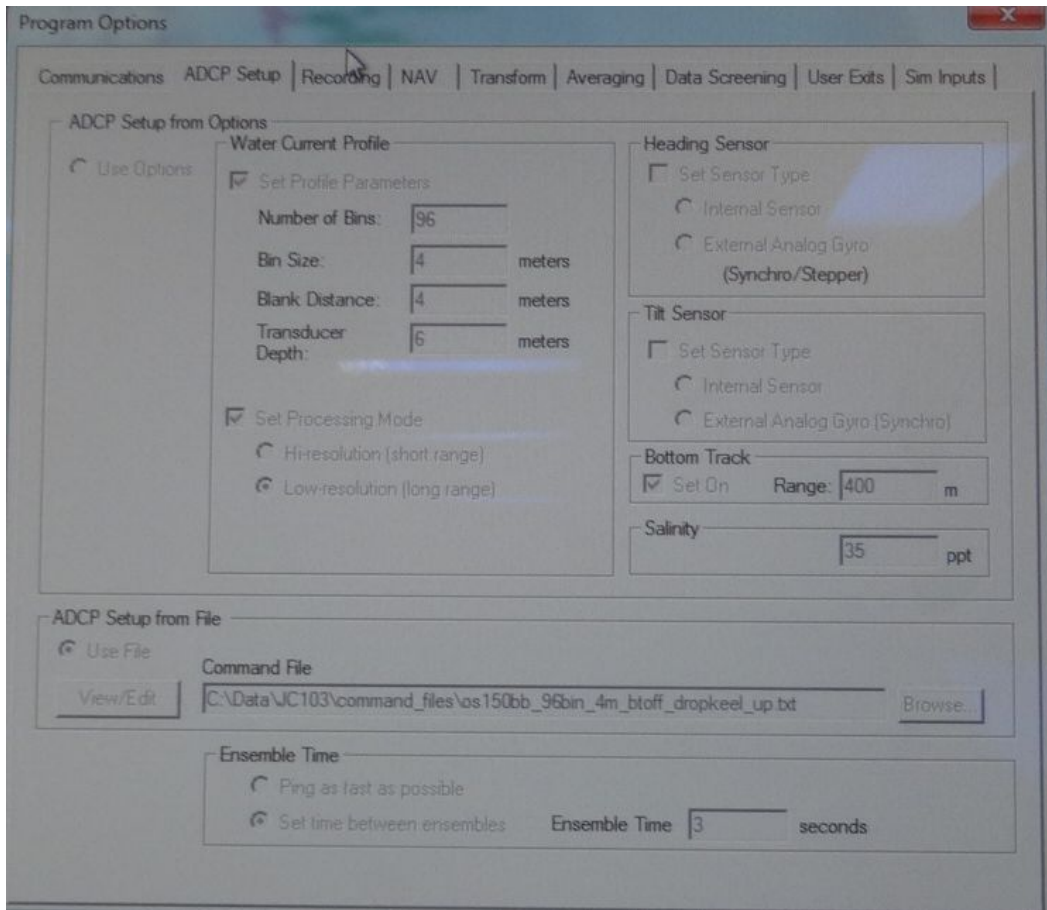 Program Options
Communications ADCP Setup Recording NAV Transform Averaging Data Screening User Exits Sim Inputs
ADCP Setup from Options
Use Options
Water Current Profile
Set Profile Parameters
Number of Bins: 96
Bin Size: 4 meters
Blank Distance: 4 meters
Transducer
Depth: 6 meters
Set Processing Mode
Hi-resolution (short range)
Low-resolution (long range)
Heading Sensor
Set Sensor Type
Internal Sensor
External Analog Gyro
(Synchro/Stepper)
Tilt Sensor
Set Sensor Type
Internal Sensor
External Analog Gyro (Synchro)
Bottom Track
Set On Range: 400 m
Salinity
35 ppt
ADCP Setup from File
Use File
Command File
View/Edit C:\Data\JC103\command_files\os150bb_96bin_4m_btoff_dropkeel_up.txt Browse...
Ensemble Time
Ping as fast as possible
Set time between ensembles Ensemble Time 3 seconds